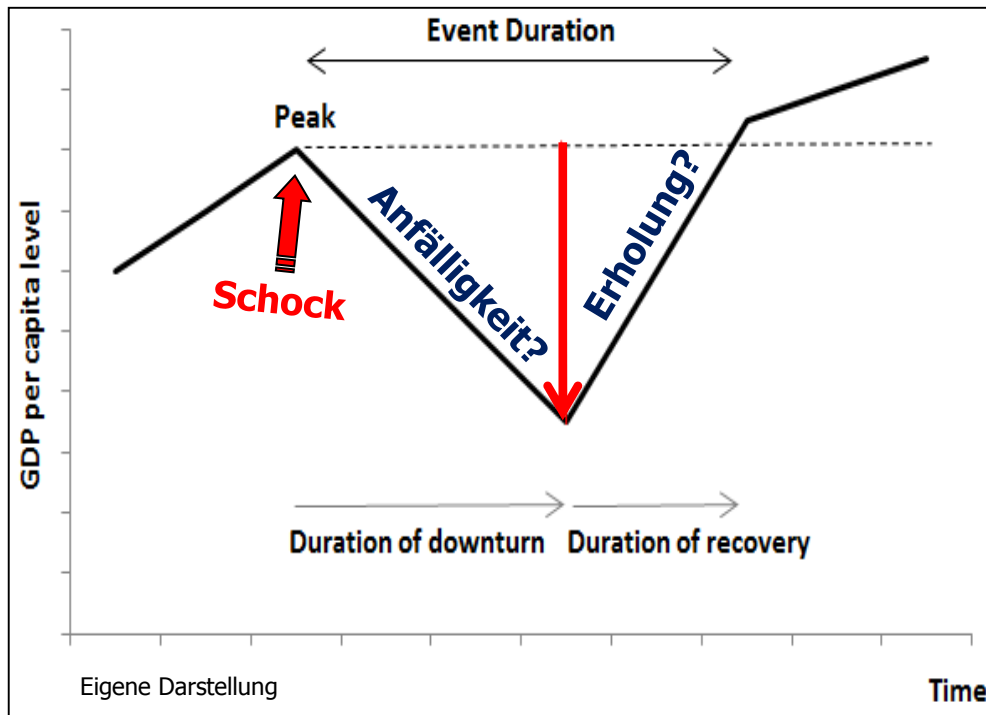 Event Duration
Peak
GDP per capita level
Schock
Anfälligkeit?
Erholung?
Duration of downturn
Duration of recovery
Eigene Darstellung
Time